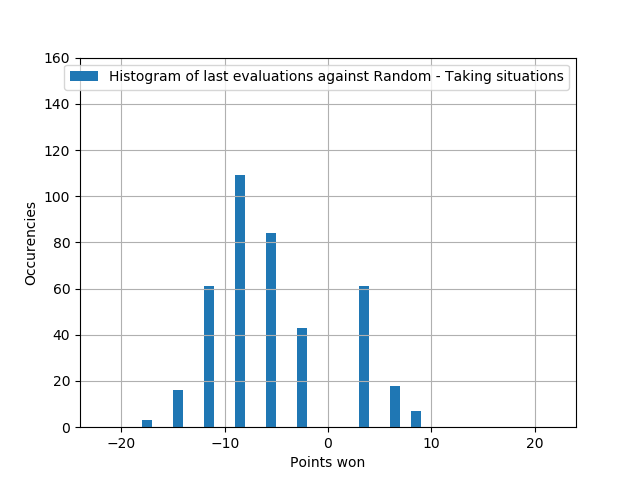 Histogram of last evaluations against Random - Taking situations
160
140
120
100
80
60
40
20
0
Occurencies
−20 −10 0 10 20
Points won